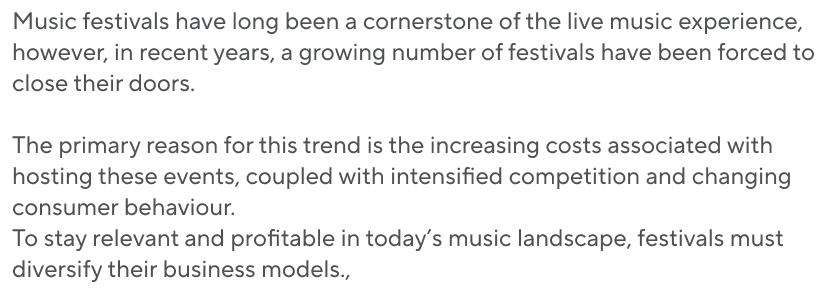 Music festivals have long been a cornerstone of the live music experience,
however, in recent years, a growing number of festivals have been forced to
close their doors.
The primary reason for this trend is the increasing costs associated with
hosting these events, coupled with intensified competition and changing
consumer behaviour.
To stay relevant and profitable in today’s music landscape, festivals must
diversify their business models.,